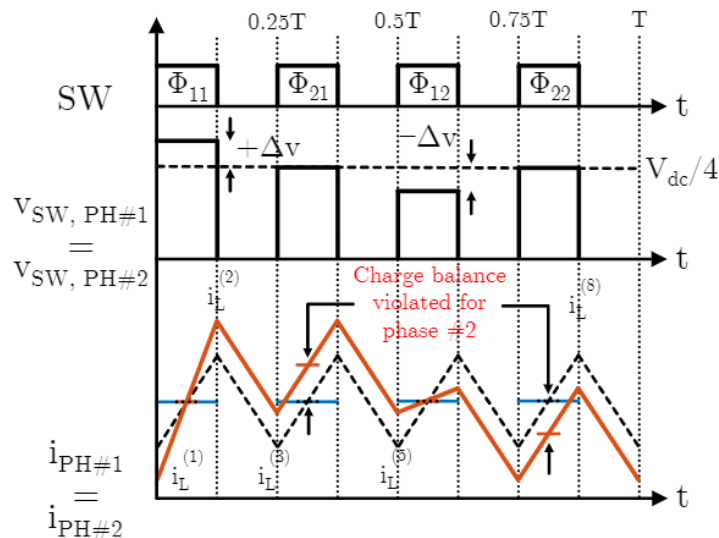 0.25T 0.5T 0.75T T
SW Φ11 Φ21 Φ12 Φ22 t
+Δv −Δv
Vdc/4
vSW, PH#1
=
vSW, PH#2
t
Charge balance
violated for
phase #2
iL(2) iL(8)
iL(1) iL(3) iL(5)
iPH#1
=
iPH#2
t